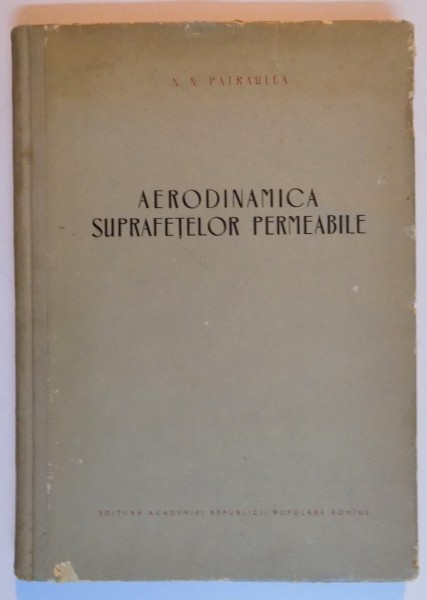 N. N. PATRAULEA
AERODINAMICA
SUPRAFEȚELOR PERMEABILE
EDITURA ACADEMIEI REPUBLICII POPULARE ROMÎNE